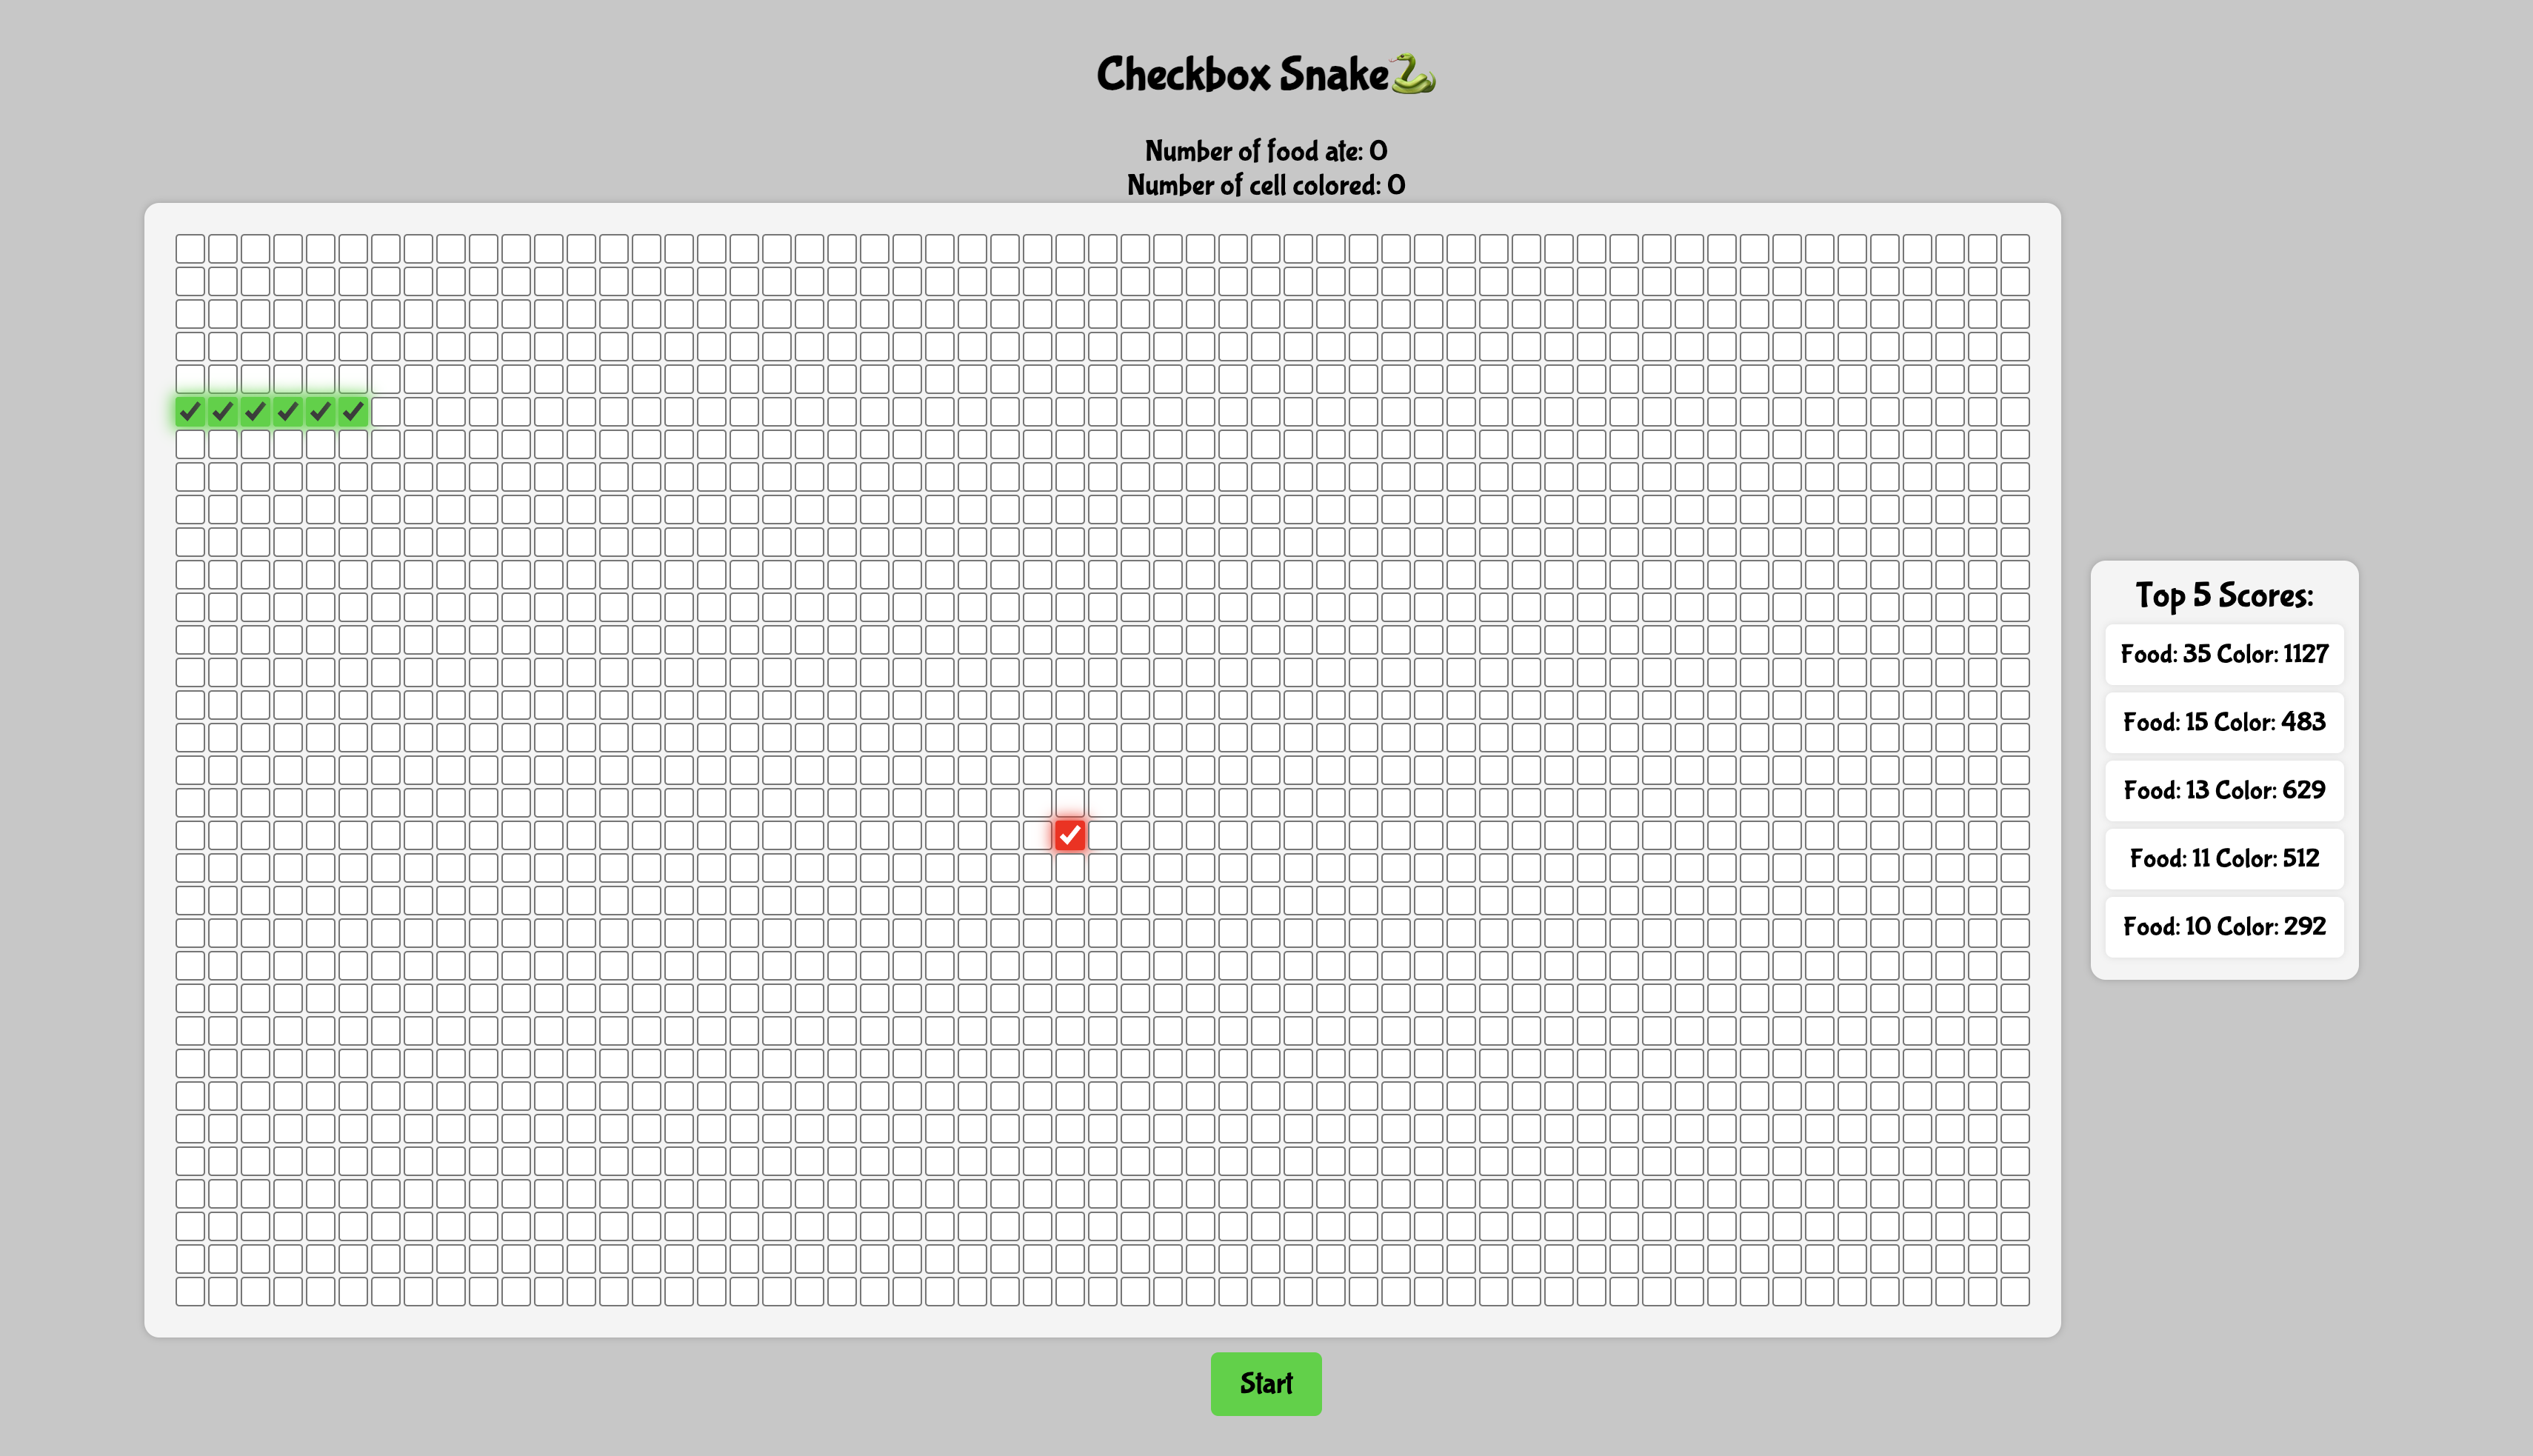 Checkbox Snake🐍
Number of food ate: 0
Number of cell colored: 0
Top 5 Scores:
Food: 35 Color: 1127
Food: 15 Color: 483
Food: 13 Color: 629
Food: 11 Color: 512
Food: 10 Color: 292
Start